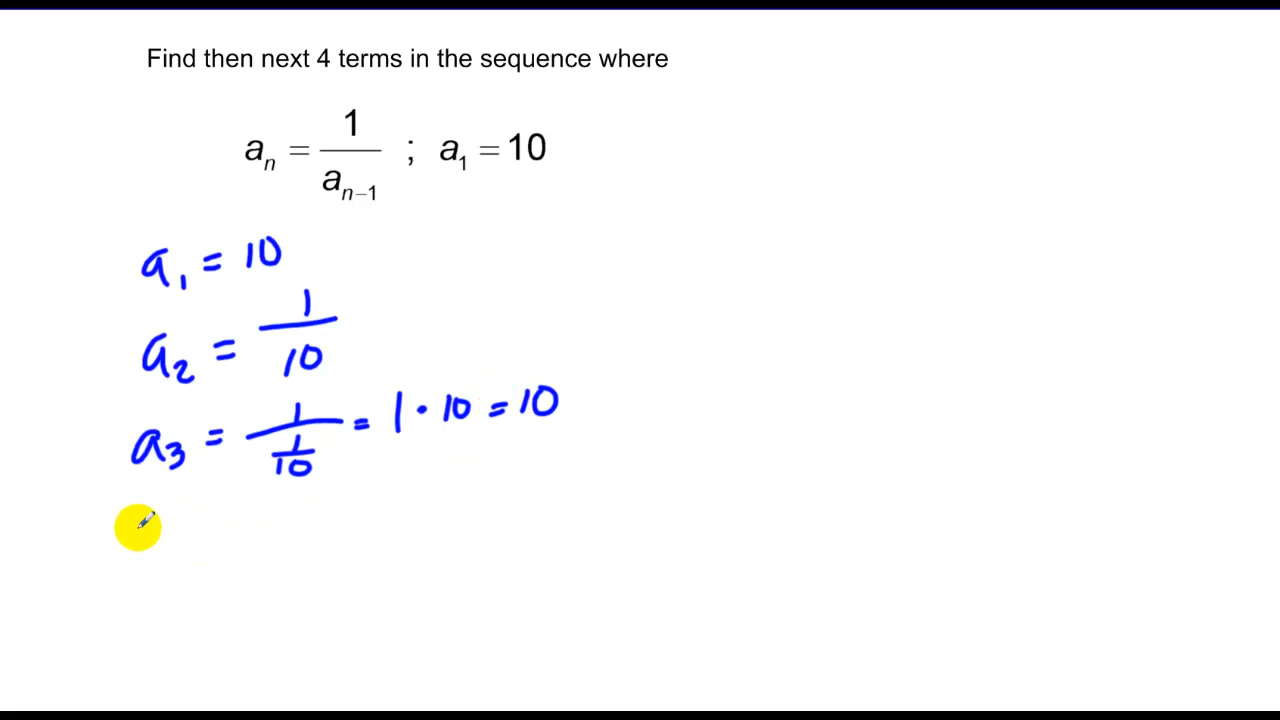 Find then next 4 terms in the sequence where
aₙ = 1/aₙ₋₁ ; a₁ = 10
a₁ = 10
a₂ = 1/10
a₃ = 1/(1/10) = 1 · 10 = 10